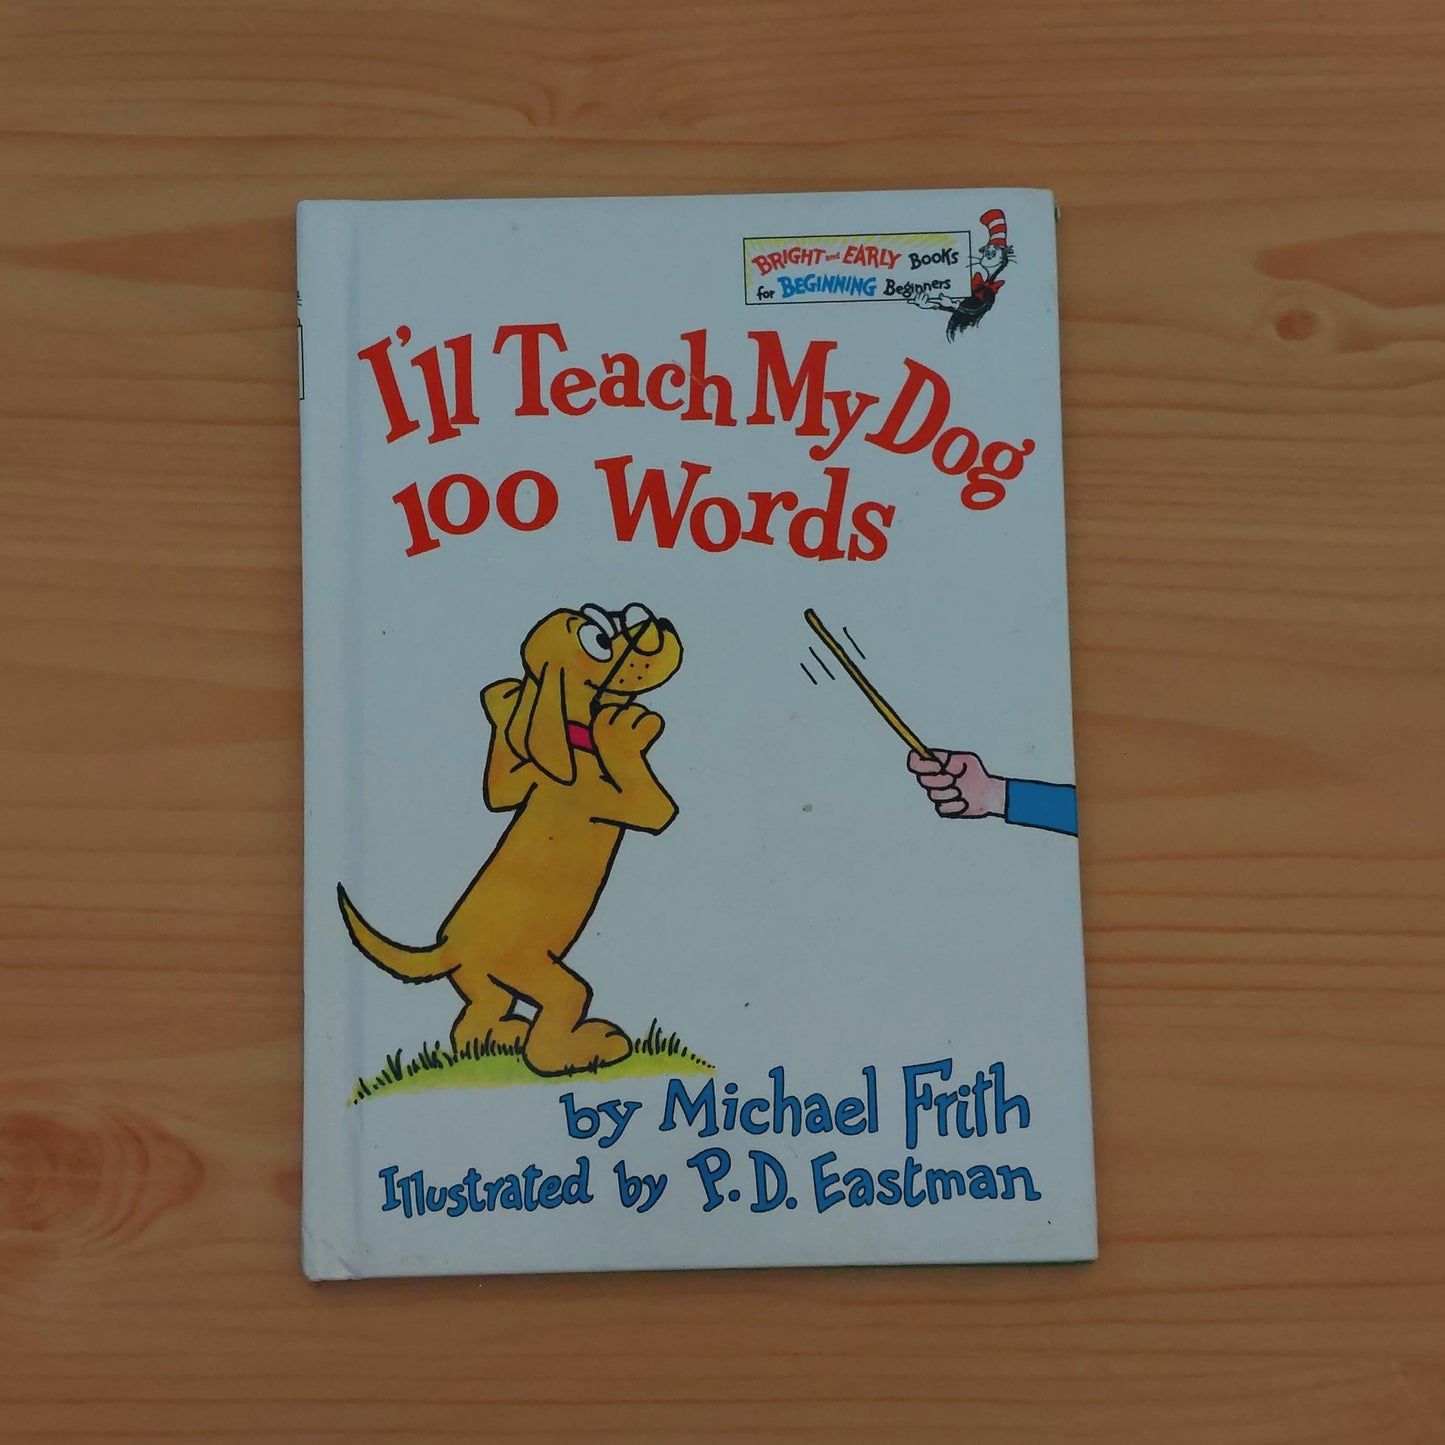 BRIGHT and EARLY Books
for BEGINNING Beginners
I'll Teach My Dog
100 Words
by Michael Frith
Illustrated by P.D. Eastman